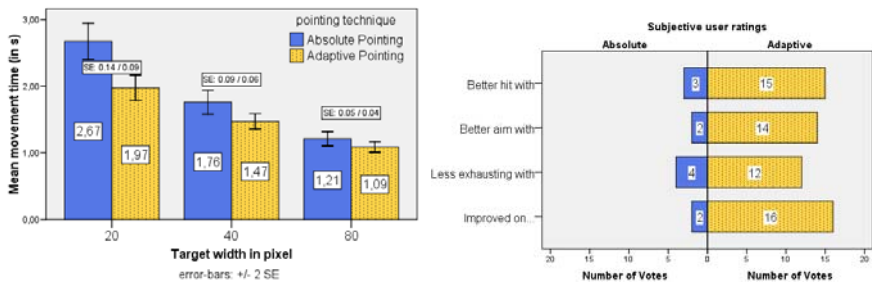 pointing technique
Absolute Pointing
Adaptive Pointing
Mean movement time (in s)
3,00
2,00
1,00
0,00
SE: 0.14 / 0.09
SE: 0.09 / 0.06
SE: 0.05 / 0.04
2,67
1,97
1,76
1,47
1,21
1,09
20
40
80
Target width in pixel
error-bars: +/- 2 SE
Subjective user ratings
Absolute
Adaptive
Better hit with
3
15
Better aim with
2
14
Less exhausting with
4
12
Improved on...
2
16
20 15 10 5 0 5 10 15 20
Number of Votes
Number of Votes